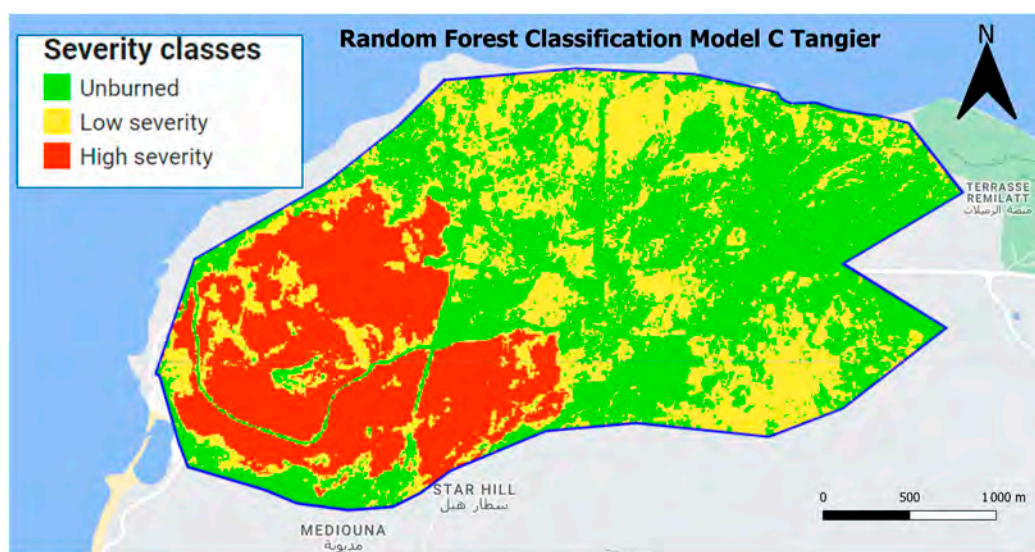 Severity classes
Unburned
Low severity
High severity
Random Forest Classification Model C Tangier
N
TERRASSE
REMILATT
منصة الرميلات
STAR HILL
سطار هيل
MEDIOUNA
مديونة
0 500 1 000 m